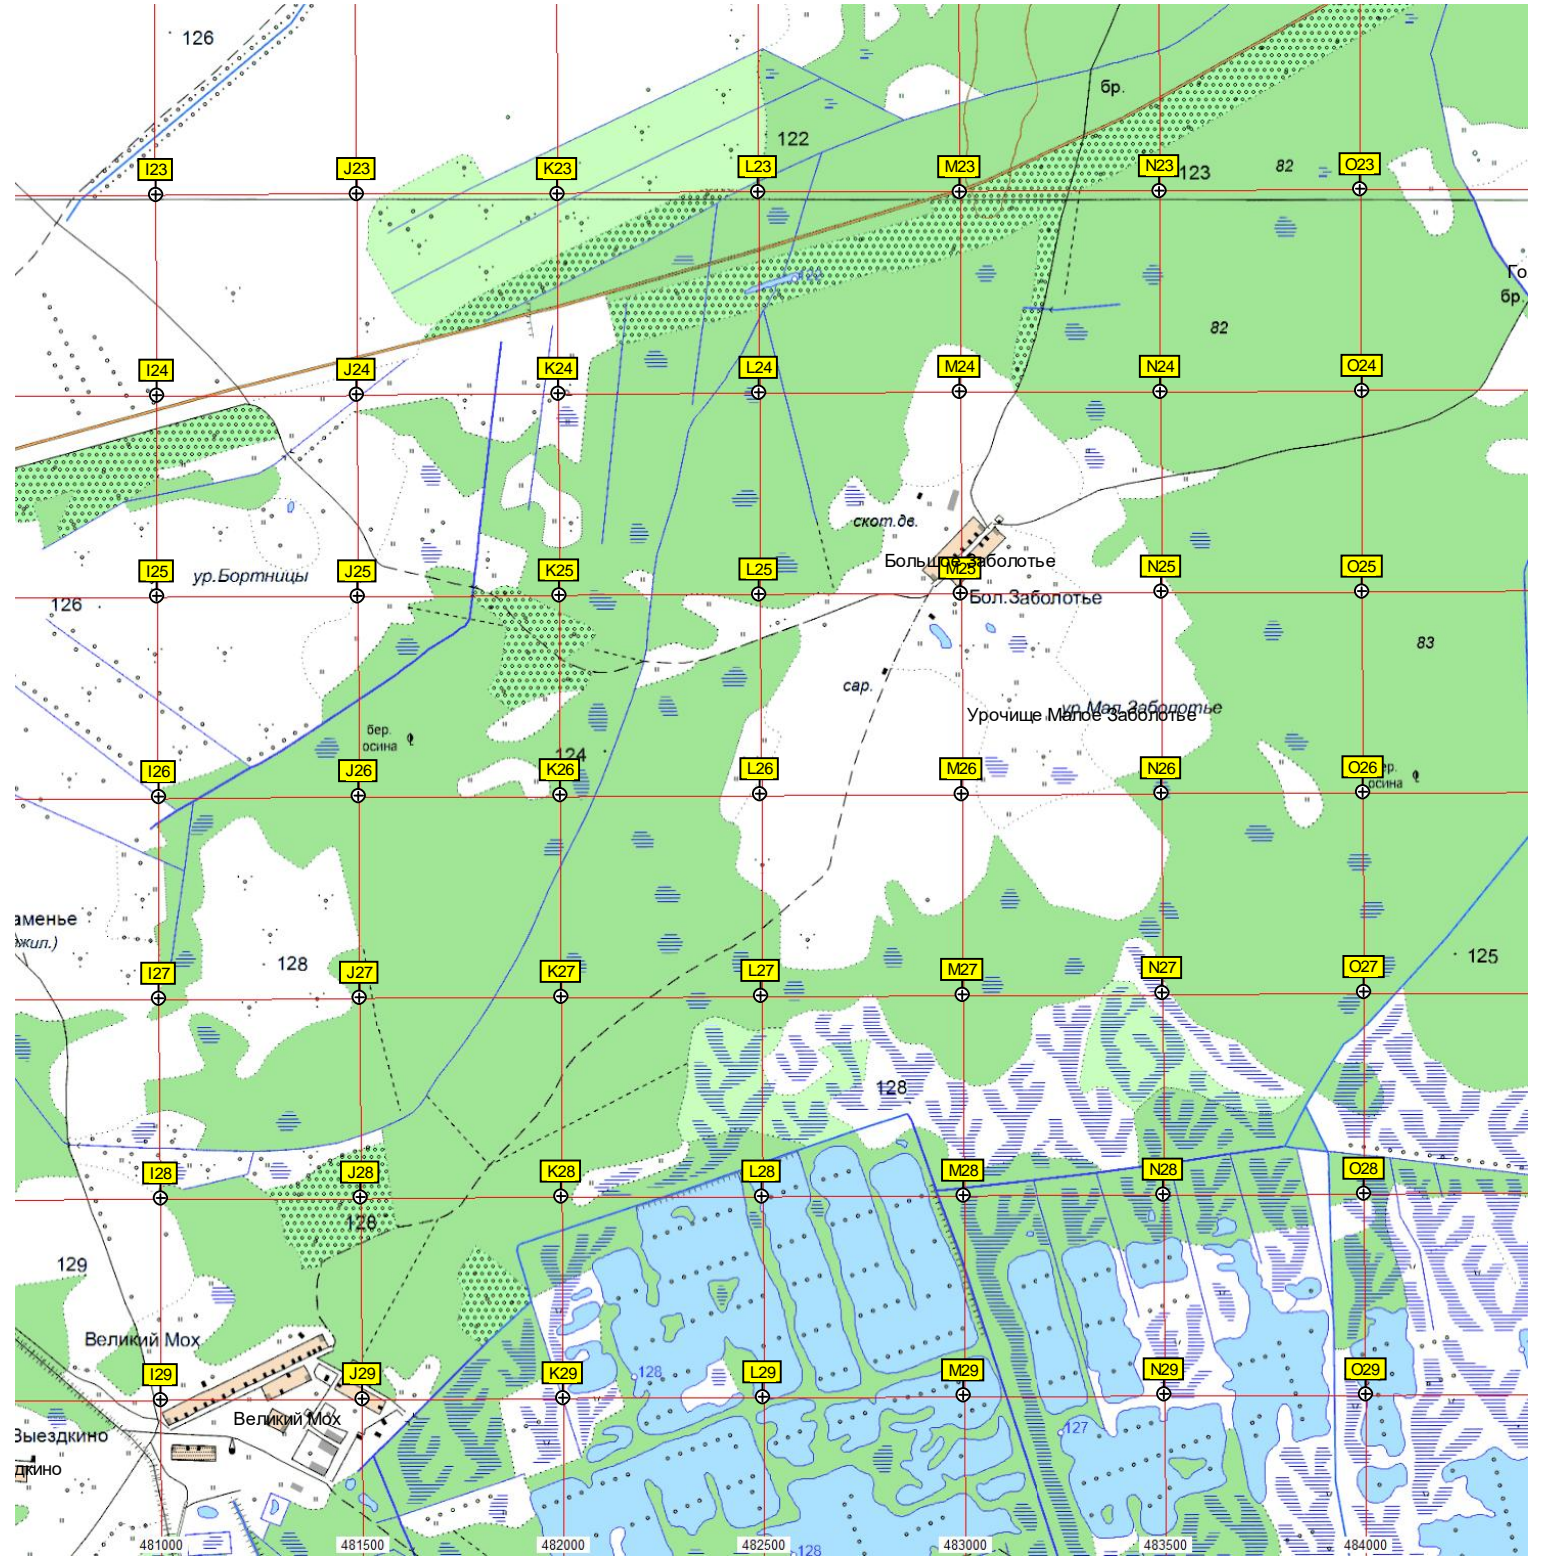 126
бр.
122
I23 J23 K23 L23 M23 N23 123 82 O23
бр.
82
I24 J24 K24 L24 M24 N24 O24
скот.дв.
Большое Заболотье
I25 ур.Бортницы J25 K25 L25 M25 N25 O25
126
Бол.Заболотье
83
сар.
ур.Мал.Заболотье
Урочище Малое Заболотье
бер.
осина
124
I26 J26 K26 L26 M26 N26 O26
осина
128
125
I27 J27 K27 L27 M27 N27 O27
128
I28 J28 K28 L28 M28 N28 O28
128
129
Великий Мох
I29 J29 K29 128 L29 M29 N29 O29
Великий Мох
127
Выездкино
481000 481500 482000 482500 483000 483500 484000
128